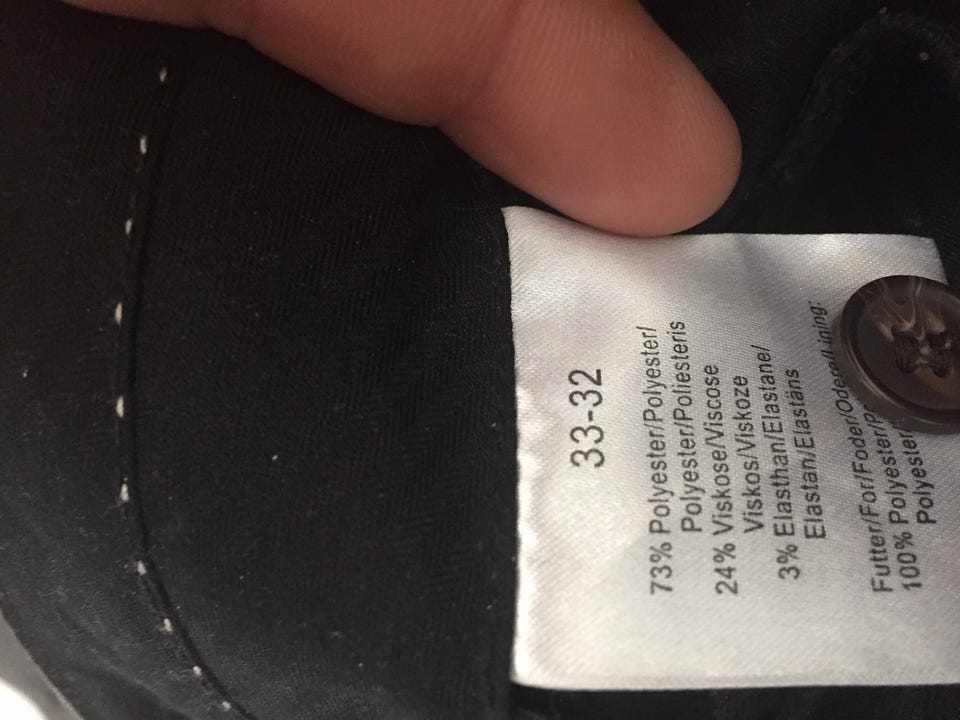 33-32
73% Polyester/Polyester/
Polyester/Poliesteris
24% Viskose/Viscose
Viskos/Viskoze
3% Elasthan/Elastane/
Elastan/Elastāns
Futter/For/Foder/Odere/Lining:
100% Polyester
Polyester